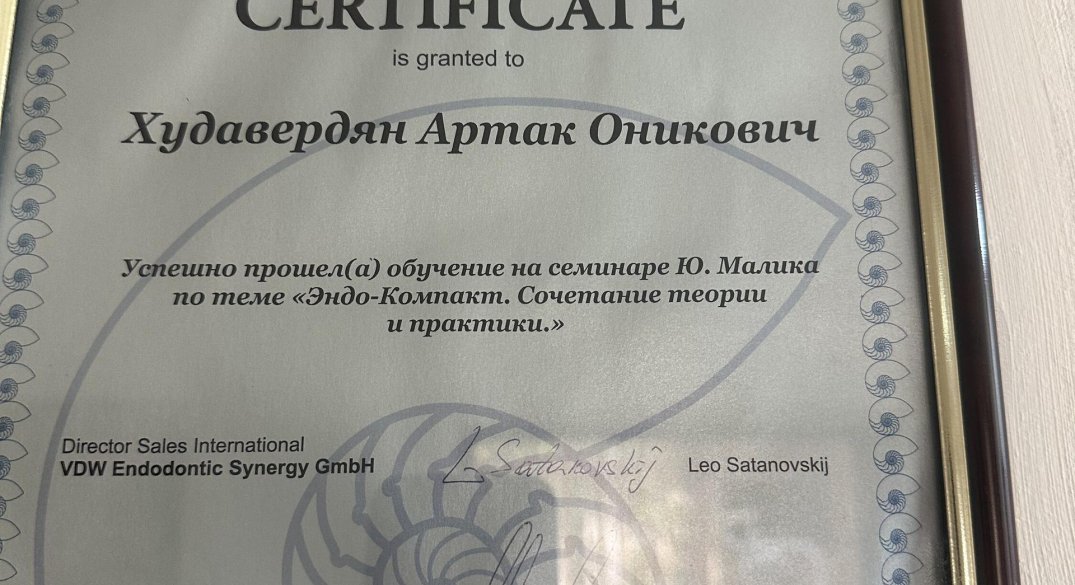 CERTIFICATE
is granted to
Худавердян Артак Оникович
Успешно прошел(а) обучение на семинаре Ю. Малика
по теме «Эндо-Компакт. Сочетание теории
и практики.»
Director Sales International
VDW Endodontic Synergy GmbH
L Satanovskij
Leo Satanovskij